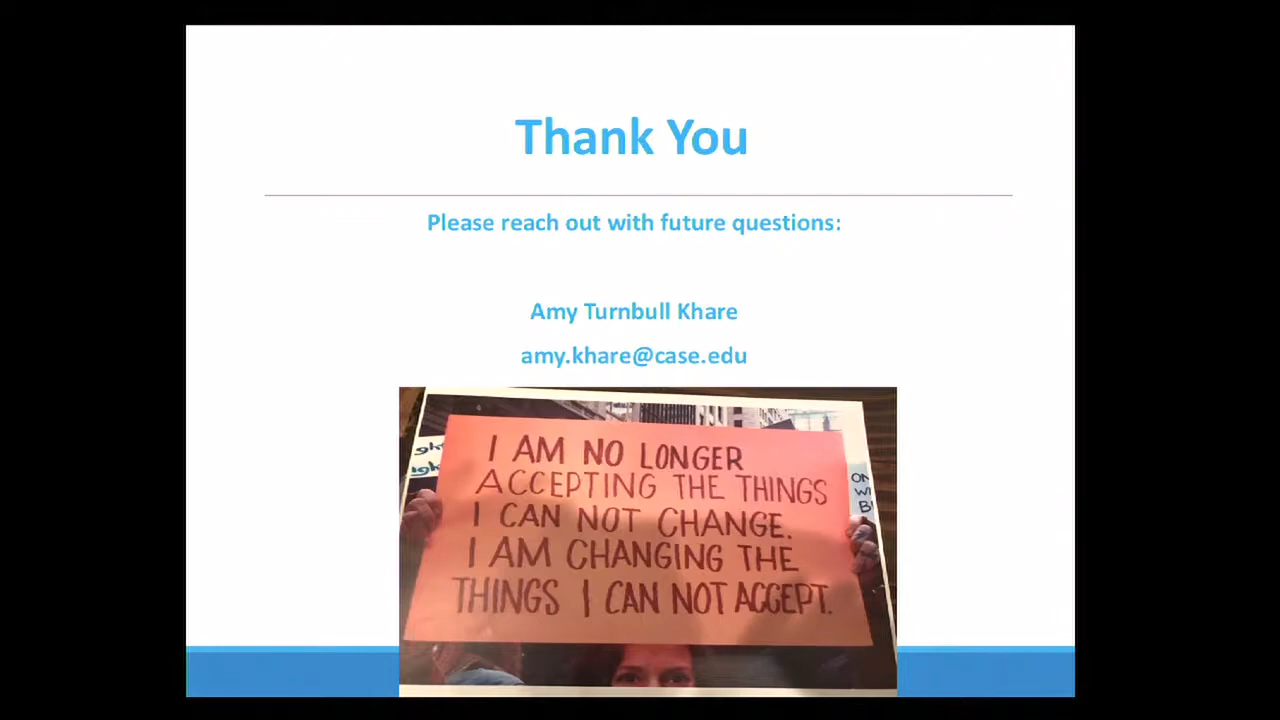 Thank You
Please reach out with future questions:
Amy Turnbull Khare
amy.khare@case.edu
I AM NO LONGER
ACCEPTING THE THINGS
I CAN NOT CHANGE.
I AM CHANGING THE
THINGS I CAN NOT ACCEPT.